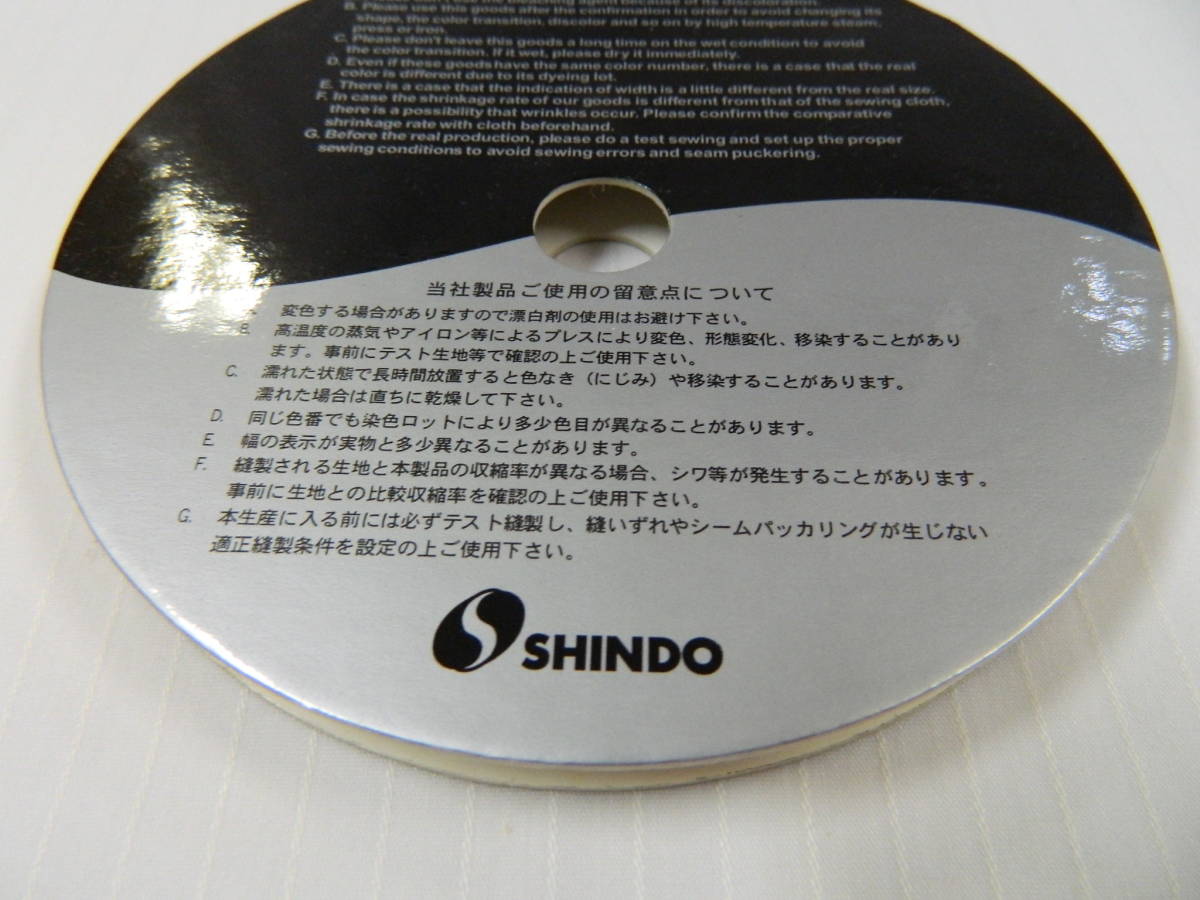 Please don't use the bleaching agent because of its discoloration.
B. Please use this goods after its confirmation in order to avoid changing its
shape, the color transition, discolor and so on by high temperature steam,
press or iron.
C. Please don't leave this goods a long time on the wet condition to avoid
the color transition. If it wet, please dry it immediately.
D. Even if these goods have the same color number, there is a case that the real
color is different due to its dyeing lot.
E. There is a case that the indication of width is a little different from the real size.
F. In case the shrinkage rate of our goods is different from that of the sewing cloth,
there is a possibility that wrinkles occur. Please confirm the comparative
shrinkage rate with cloth beforehand.
G. Before the real production, please do a test sewing and set up the proper
sewing conditions to avoid sewing errors and seam puckering.
当社製品ご使用の留意点について
変色する場合がありますので漂白剤の使用はお避け下さい。
B. 高温度の蒸気やアイロン等によるプレスにより変色、形態変化、移染することがあり
ます。事前にテスト生地等で確認の上ご使用下さい。
C. 濡れた状態で長時間放置すると色なき（にじみ）や移染することがあります。
濡れた場合は直ちに乾燥して下さい。
D. 同じ色番でも染色ロットにより多少色目が異なることがあります。
E. 幅の表示が実物と多少異なることがあります。
F. 縫製される生地と本製品の収縮率が異なる場合、シワ等が発生することがあります。
事前に生地との比較収縮率を確認の上ご使用下さい。
G. 本生産に入る前には必ずテスト縫製し、縫いずれやシームパッカリングが生じない
適正縫製条件を設定の上ご使用下さい。
SHINDO